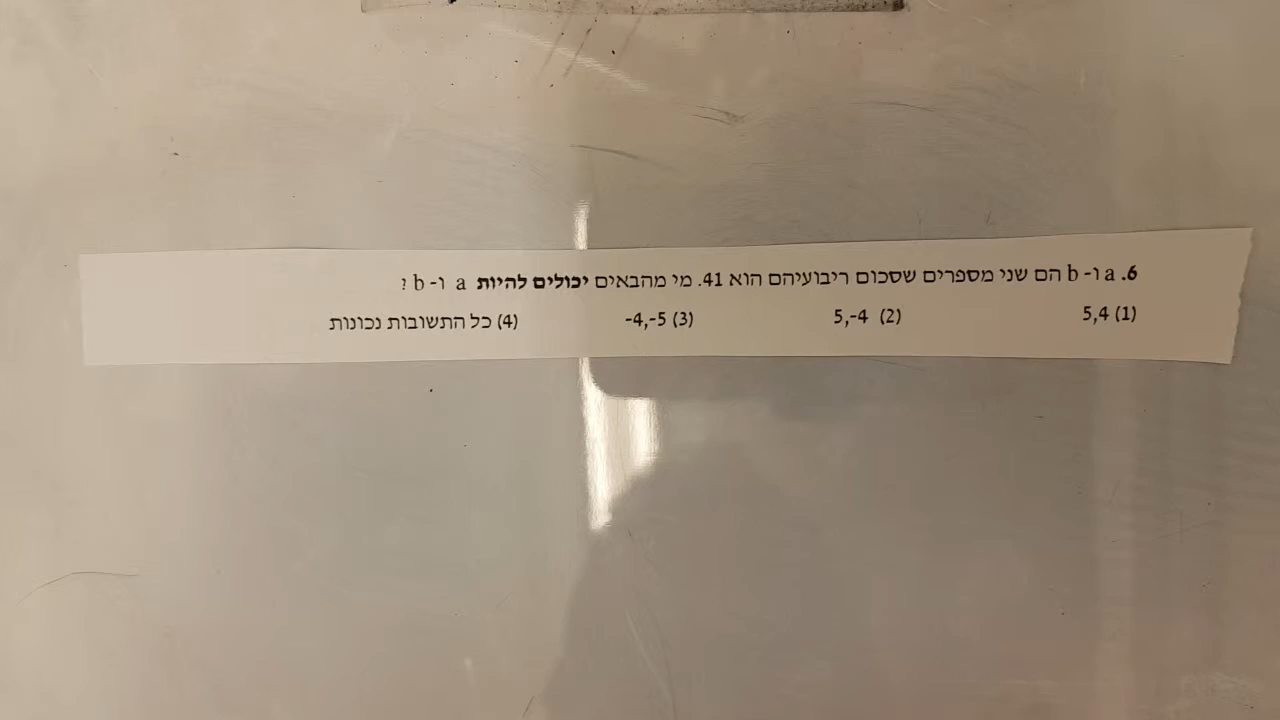 6. a ו- b הם שני מספרים שסכום ריבועיהם הוא 41. מי מהבאים יכולים להיות a ו- b ?
(1) 5,4 (2) 5,-4 (3) -4,-5 (4) כל התשובות נכונות